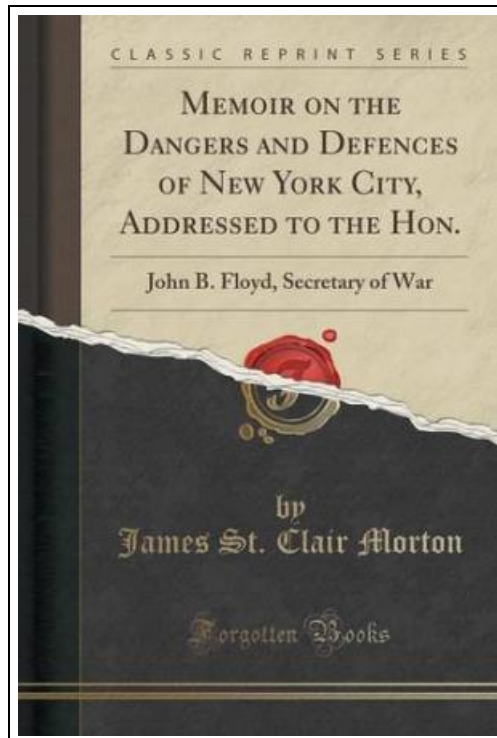 CLASSIC REPRINT SERIES
MEMOIR ON THE
DANGERS AND DEFENCES
OF NEW YORK CITY,
ADDRESSED TO THE HON.
John B. Floyd, Secretary of War
by
James St. Clair Morton
Forgotten Books